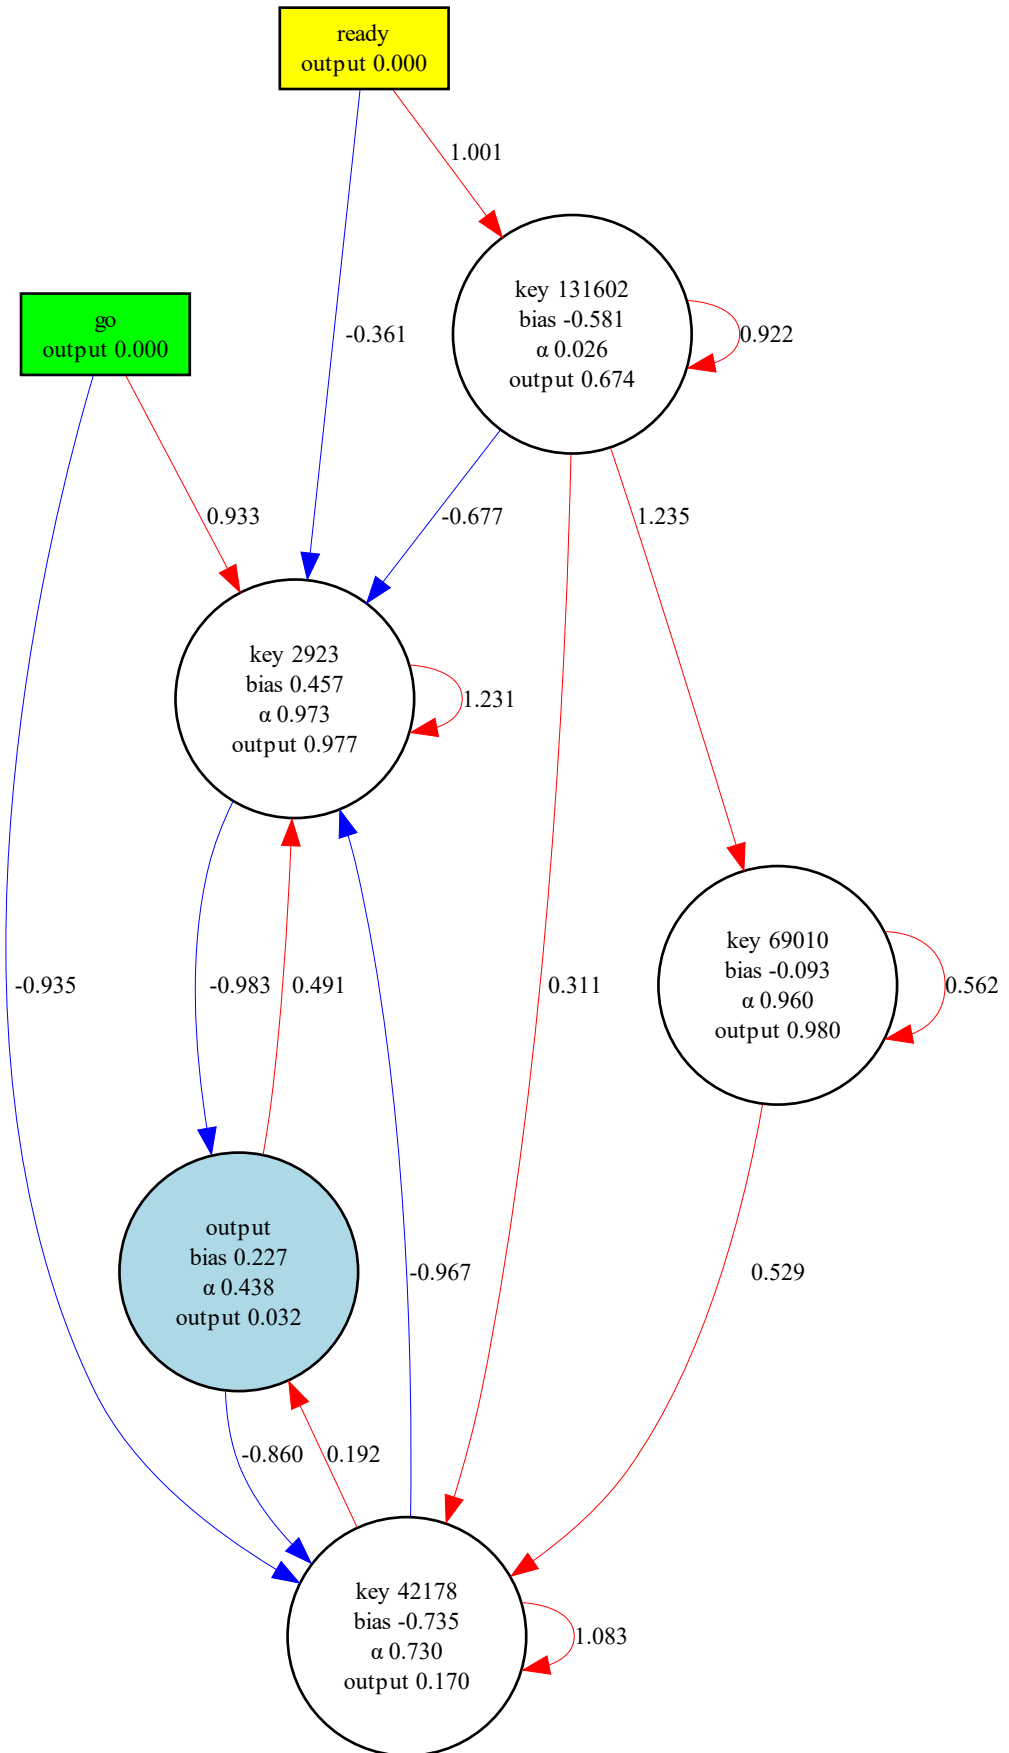 ready
output 0.000
1.001
key 131602
bias -0.581
α 0.026
output 0.674
0.922
go
output 0.000
-0.361
0.933
-0.677
1.235
key 2923
bias 0.457
α 0.973
output 0.977
1.231
key 69010
bias -0.093
α 0.960
output 0.980
0.562
-0.935
-0.983
0.491
0.311
output
bias 0.227
α 0.438
output 0.032
-0.967
0.529
-0.860
0.192
key 42178
bias -0.735
α 0.730
output 0.170
1.083